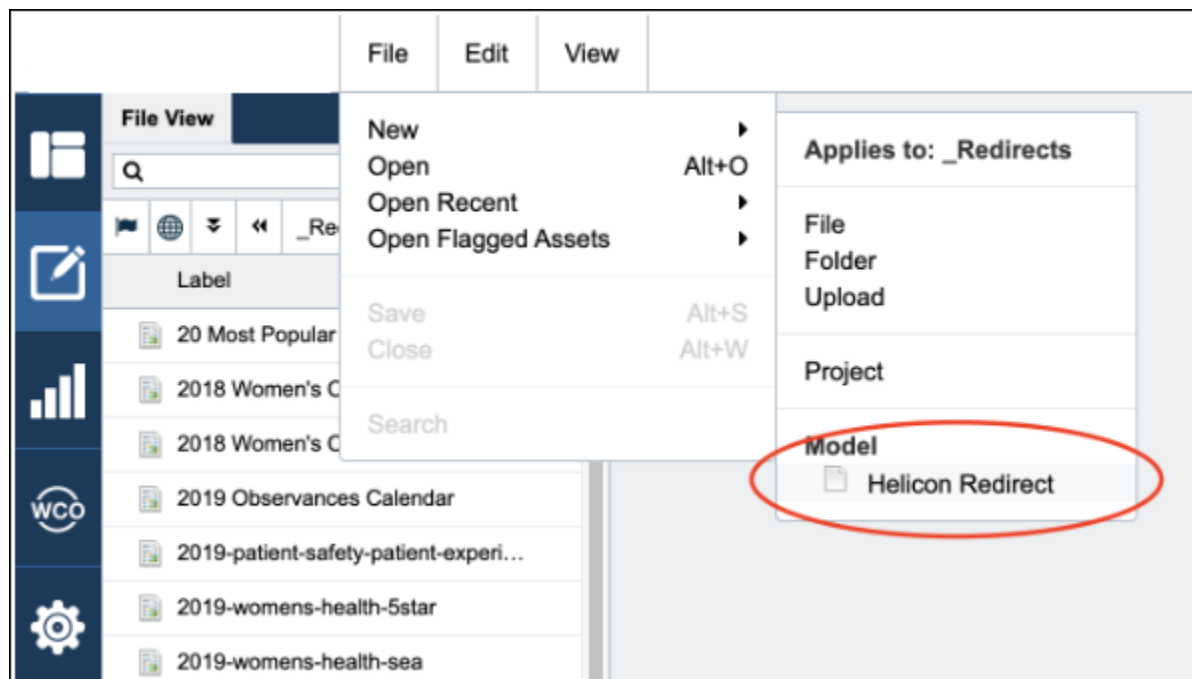 File Edit View
File View
New
Open Alt+O
Open Recent
Open Flagged Assets
Save Alt+S
Close Alt+W
Search
Applies to: _Redirects
File
Folder
Upload
Project
Model
Helicon Redirect
_Re
Label
20 Most Popular
2018 Women's C
2018 Women's C
2019 Observances Calendar
2019-patient-safety-patient-experi...
2019-womens-health-5star
2019-womens-health-sea
WCO